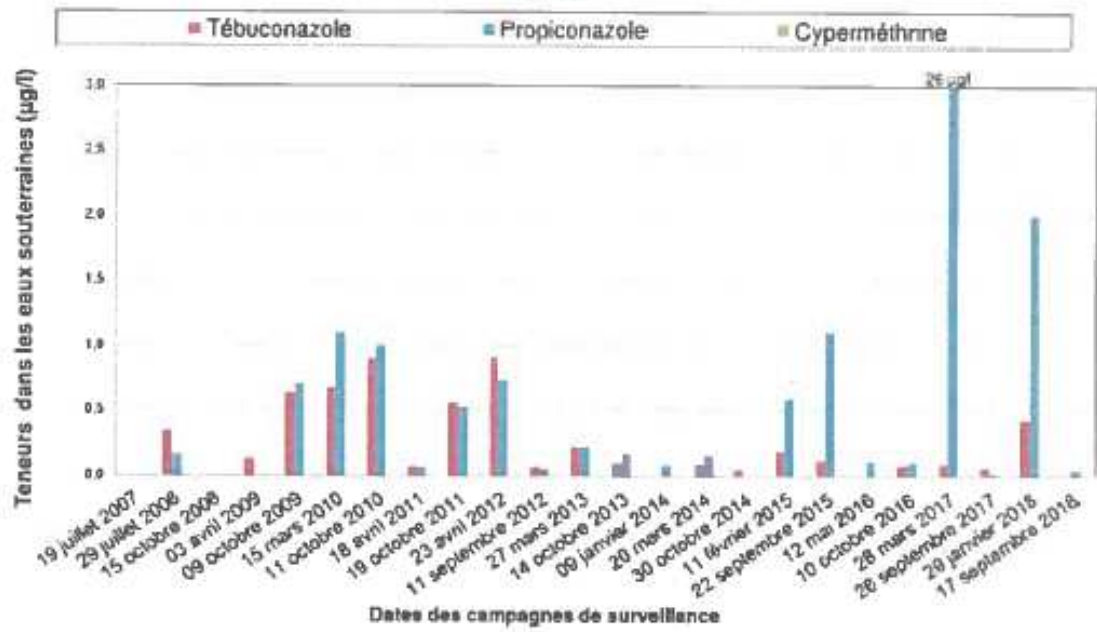 Tébuconazole Propiconazole Cyperméthrine
Teneurs dans les eaux souterraines (µg/l)
3,0
2,5
2,0
1,5
1,0
0,5
0,0
26 µg/l
19 juillet 2007
29 juillet 2008
15 octobre 2008
03 avril 2009
09 octobre 2009
15 mars 2010
11 octobre 2010
18 avril 2011
19 octobre 2011
23 avril 2012
11 septembre 2012
27 mars 2013
14 octobre 2013
09 janvier 2014
20 mars 2014
30 octobre 2014
11 février 2015
22 septembre 2015
12 mai 2016
10 octobre 2016
28 mars 2017
26 septembre 2017
29 janvier 2018
17 septembre 2018
Dates des campagnes de surveillance